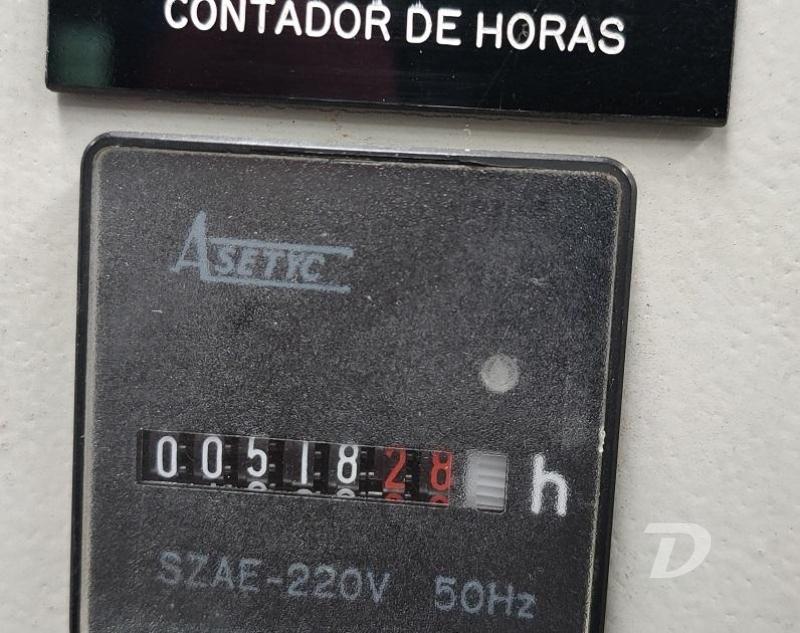 CONTADOR DE HORAS
ASETYC
0051828 h
SZAE-220V 50Hz
D